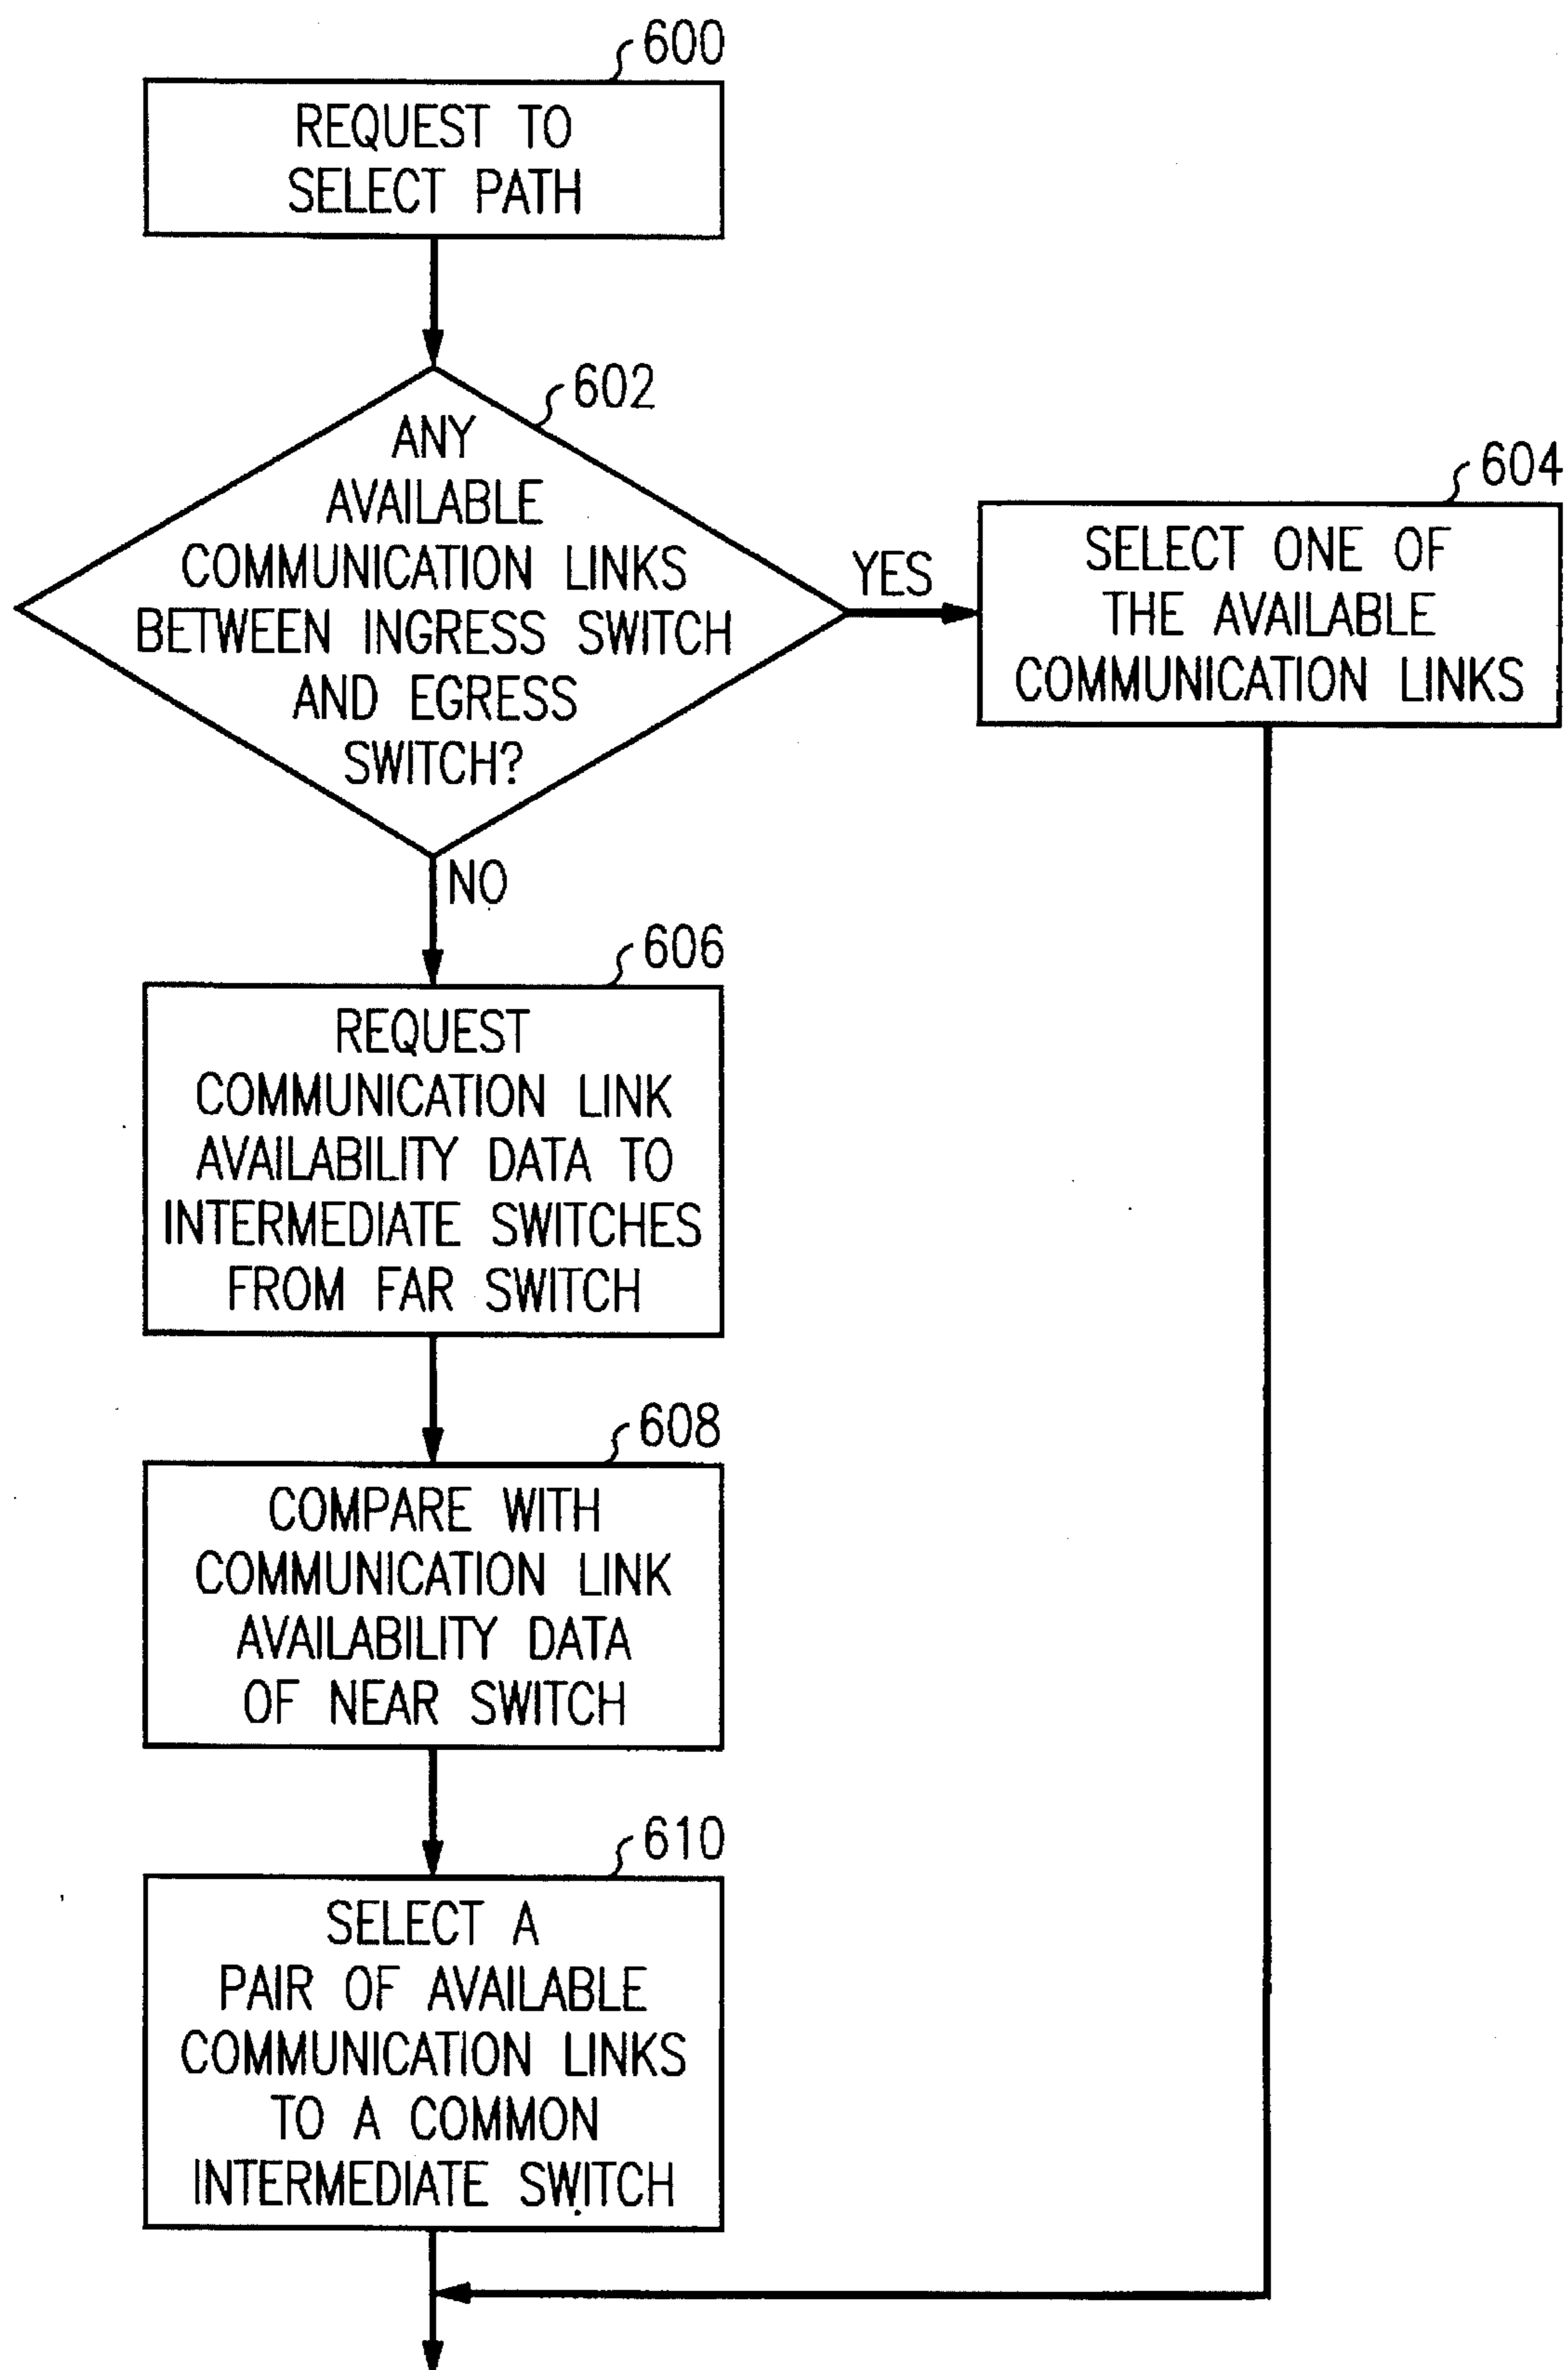 600
REQUEST TO
SELECT PATH
602
ANY
AVAILABLE
COMMUNICATION LINKS
BETWEEN INGRESS SWITCH
AND EGRESS
SWITCH?
YES
604
SELECT ONE OF
THE AVAILABLE
COMMUNICATION LINKS
NO
606
REQUEST
COMMUNICATION LINK
AVAILABILITY DATA TO
INTERMEDIATE SWITCHES
FROM FAR SWITCH
608
COMPARE WITH
COMMUNICATION LINK
AVAILABILITY DATA
OF NEAR SWITCH
610
SELECT A
PAIR OF AVAILABLE
COMMUNICATION LINKS
TO A COMMON
INTERMEDIATE SWITCH